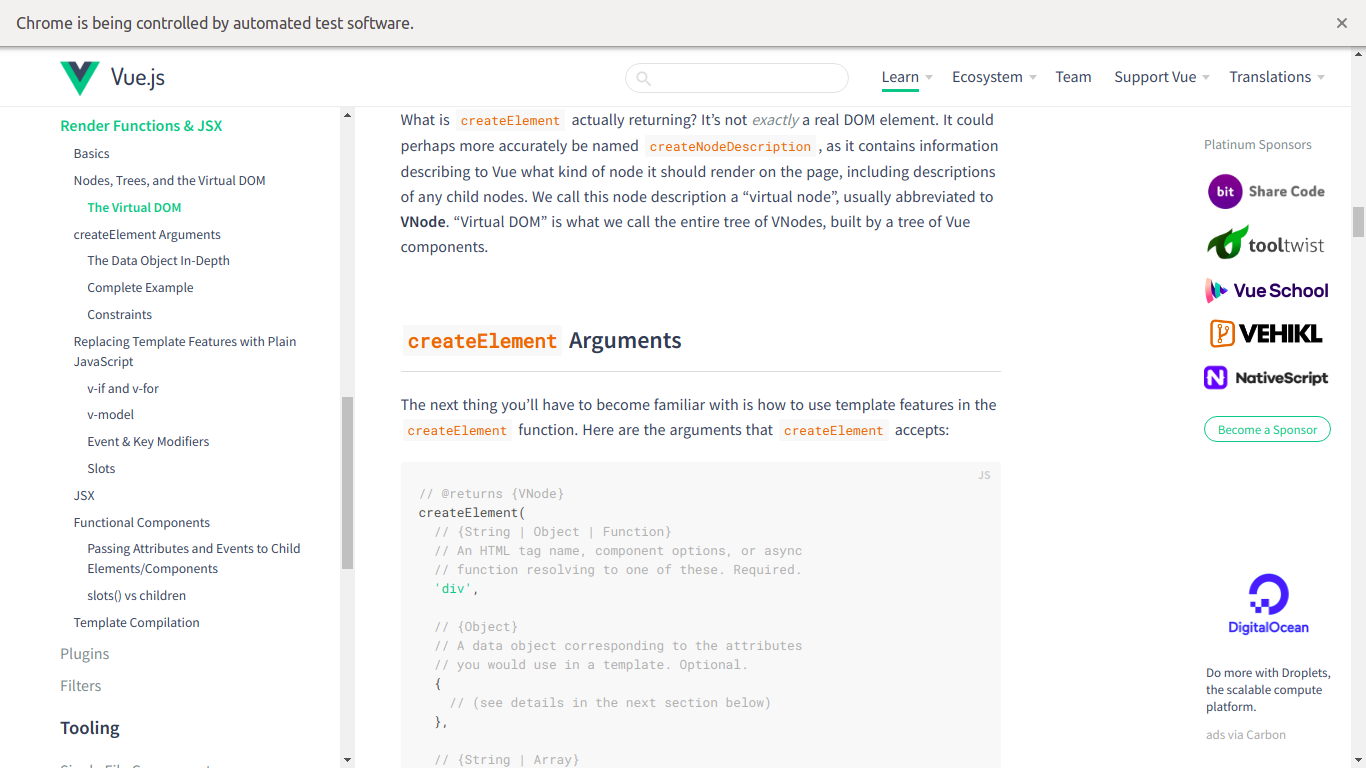 Chrome is being controlled by automated test software.
Vue.js
Learn
Ecosystem
Team
Support Vue
Translations
Render Functions & JSX
Basics
Nodes, Trees, and the Virtual DOM
The Virtual DOM
createElement Arguments
The Data Object In-Depth
Complete Example
Constraints
Replacing Template Features with Plain
JavaScript
v-if and v-for
v-model
Event & Key Modifiers
Slots
JSX
Functional Components
Passing Attributes and Events to Child
Elements/Components
slots() vs children
Template Compilation
Plugins
Filters
Tooling
What is createElement actually returning? It’s not exactly a real DOM element. It could
perhaps more accurately be named createNodeDescription , as it contains information
describing to Vue what kind of node it should render on the page, including descriptions
of any child nodes. We call this node description a “virtual node”, usually abbreviated to
VNode. “Virtual DOM” is what we call the entire tree of VNodes, built by a tree of Vue
components.
createElement Arguments
The next thing you’ll have to become familiar with is how to use template features in the
createElement function. Here are the arguments that createElement accepts:
JS
// @returns {VNode}
createElement(
// {String | Object | Function}
// An HTML tag name, component options, or async
// function resolving to one of these. Required.
'div',
// {Object}
// A data object corresponding to the attributes
// you would use in a template. Optional.
{
// (see details in the next section below)
},
// {String | Array}
Platinum Sponsors
bit Share Code
tooltwist
Vue School
VEHIKL
N NativeScript
Become a Sponsor
DigitalOcean
Do more with Droplets,
the scalable compute
platform.
ads via Carbon